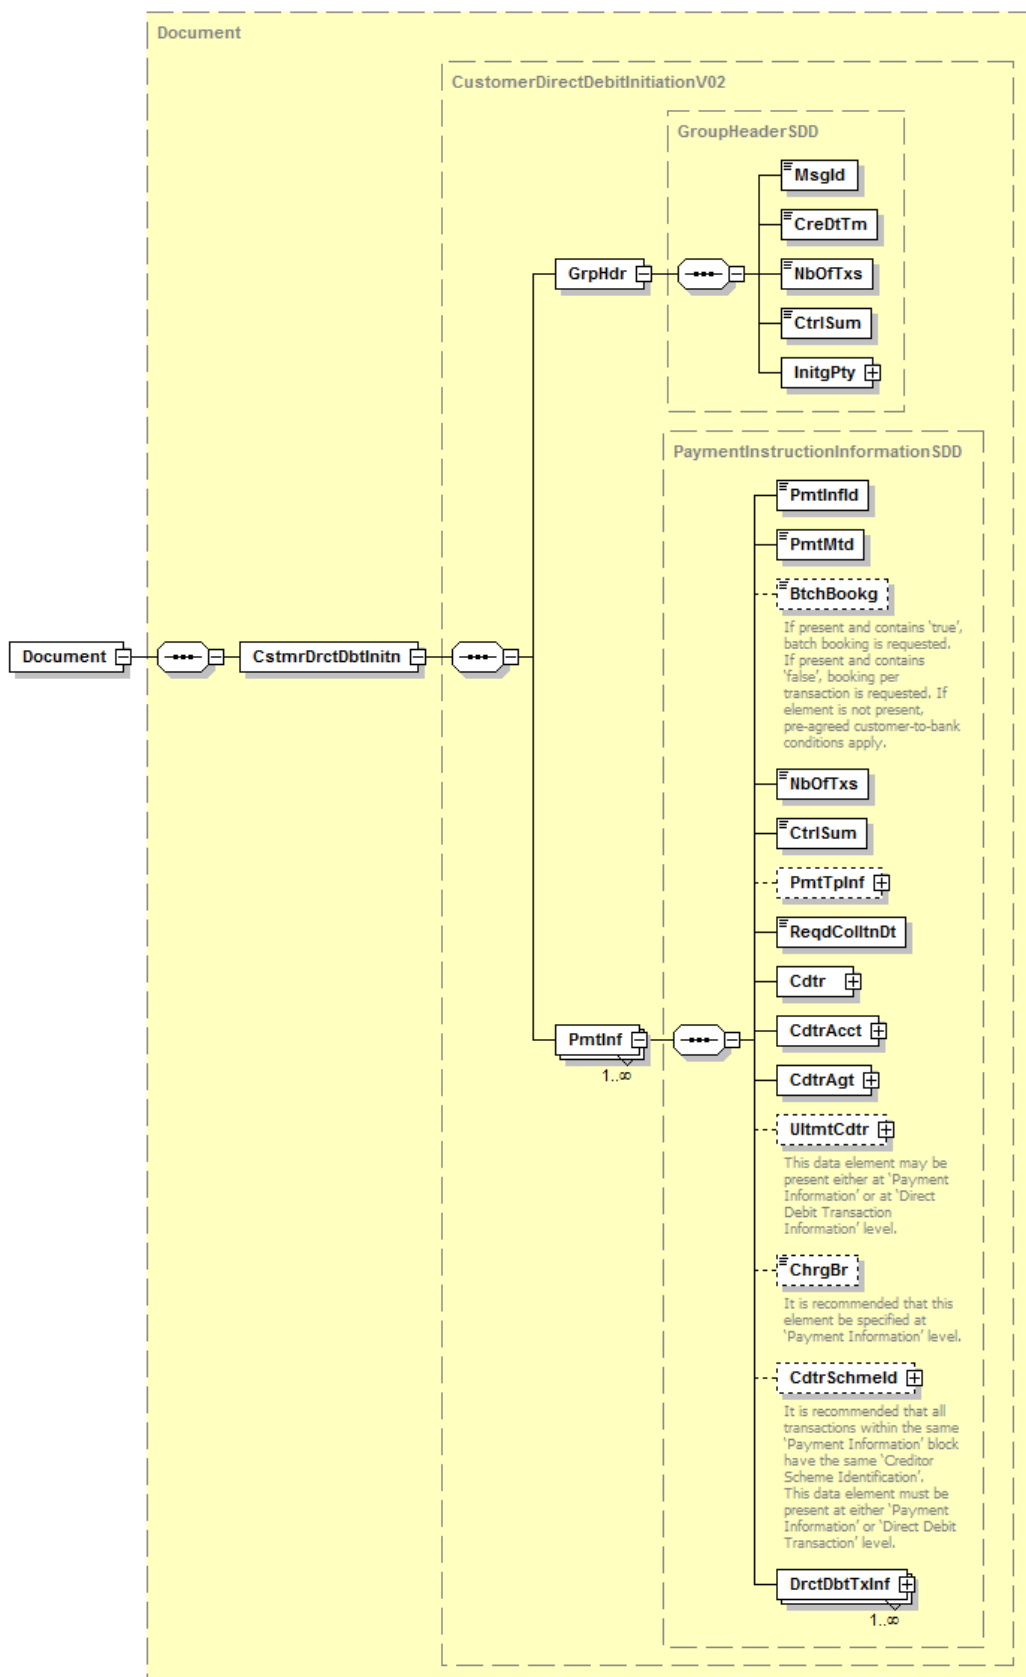 Document
CustomerDirectDebitInitiationV02
GroupHeaderSDD
MsgId
CreDtTm
GrpHdr
NbOfTxs
CtrlSum
InitgPty
PaymentInstructionInformationSDD
PmtInfId
PmtMtd
BtchBookg
If present and contains ‘true’,
batch booking is requested.
If present and contains
‘false’, booking per
transaction is requested. If
element is not present,
pre-agreed customer-to-bank
conditions apply.
Document
CstmrDrctDbtInitn
NbOfTxs
CtrlSum
PmtTpInf
ReqdColltnDt
Cdtr
CdtrAcct
PmtInf
1..∞
CdtrAgt
UltmtCdtr
This data element may be
present either at ‘Payment
Information’ or at ‘Direct
Debit Transaction
Information’ level.
ChrgBr
It is recommended that this
element be specified at
‘Payment Information’ level.
CdtrSchmeId
It is recommended that all
transactions within the same
‘Payment Information’ block
have the same ‘Creditor
Scheme Identification’.
This data element must be
present at either ‘Payment
Information’ or ‘Direct Debit
Transaction’ level.
DrctDbtTxInf
1..∞